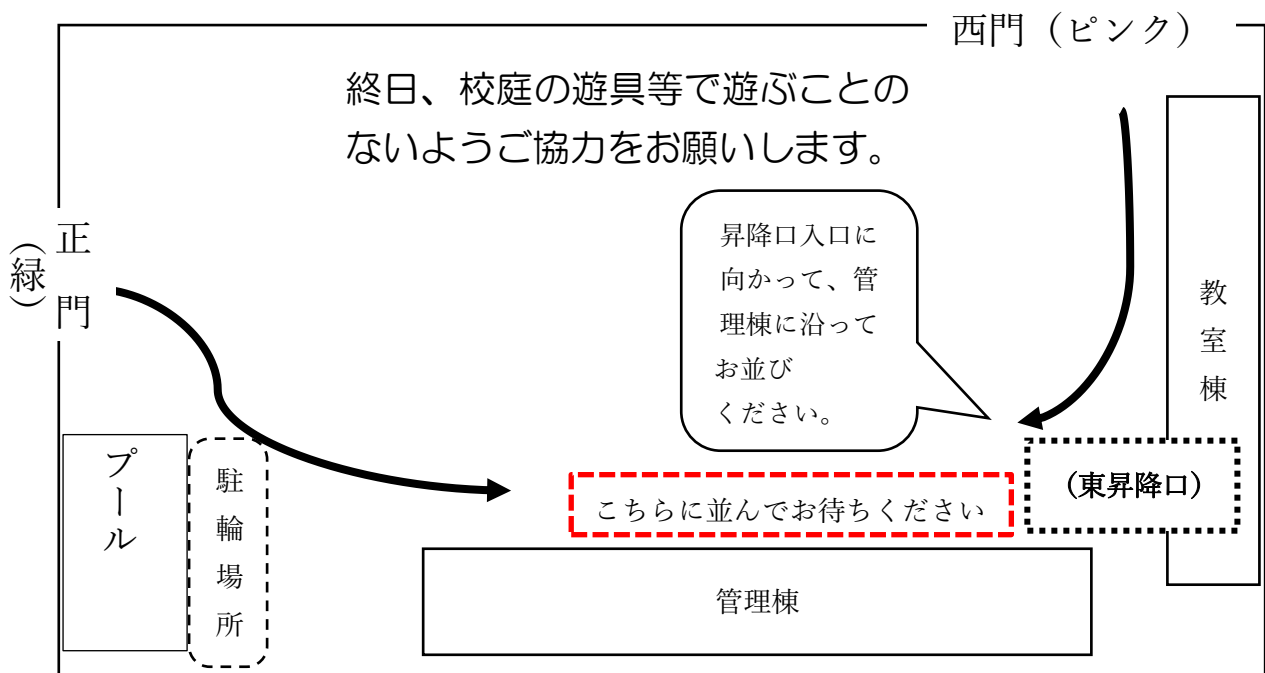 西門（ピンク）
終日、校庭の遊具等で遊ぶことの
ないようご協力をお願いします。
正門
（緑）
昇降口入口に
向かって、管
理棟に沿って
お並び
ください。
教室棟
プール
駐輪場所
こちらに並んでお待ちください
（東昇降口）
管理棟